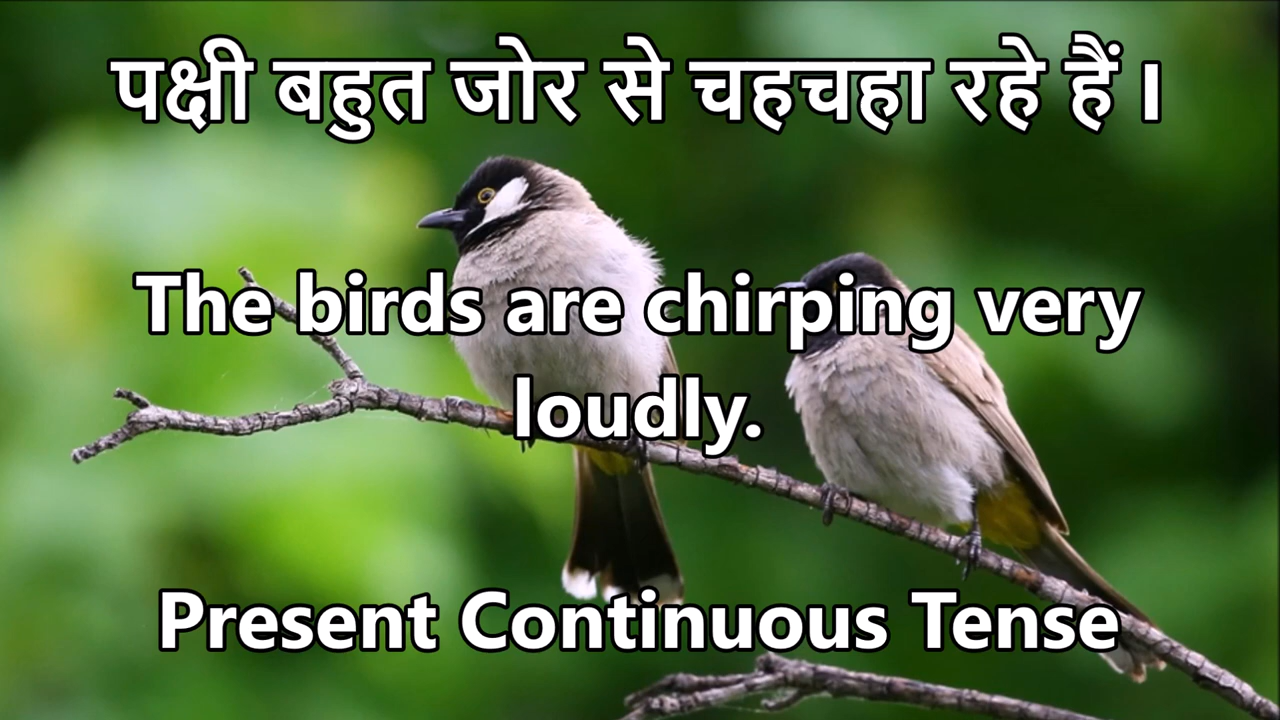 पक्षी बहुत जोर से चहचहा रहे हैं ।
The birds are chirping very
loudly.
Present Continuous Tense